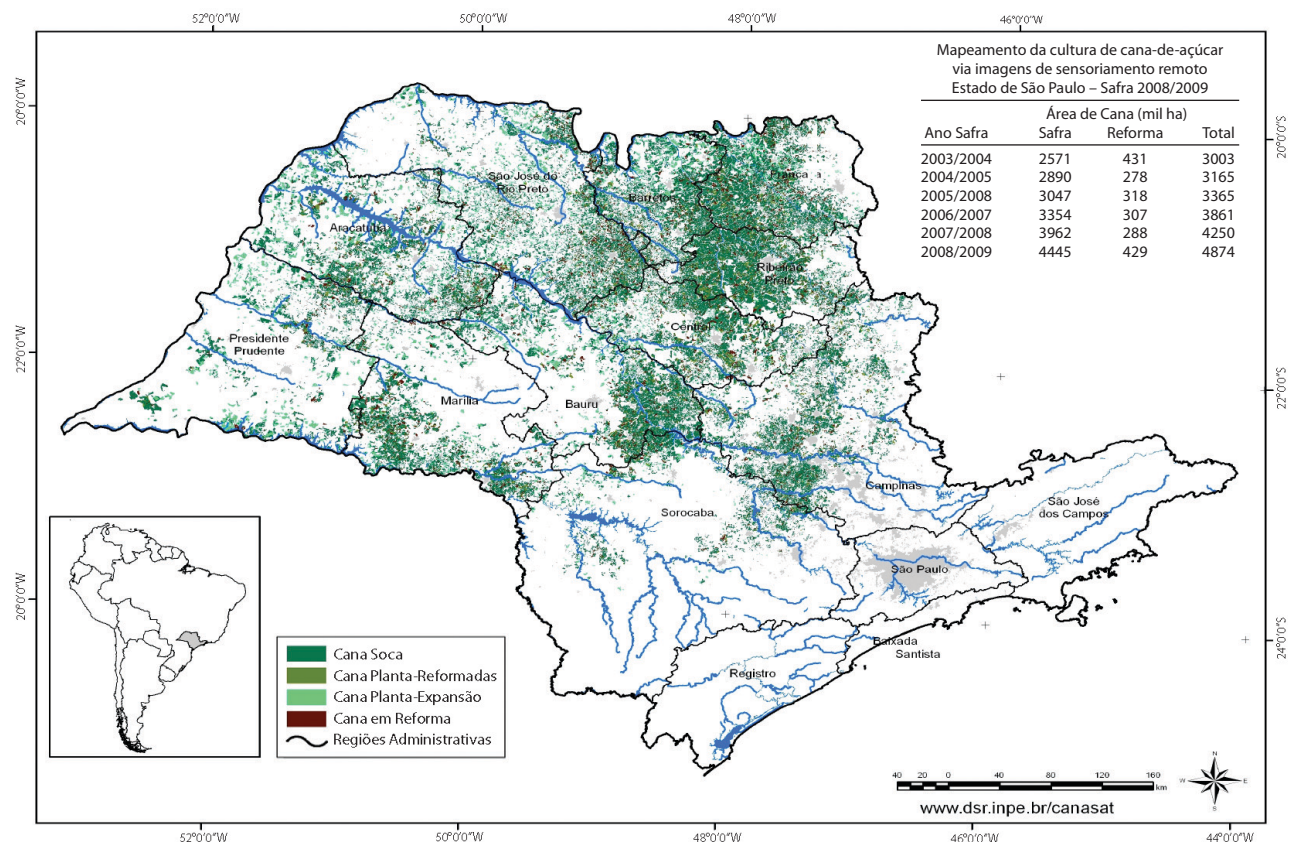 52°0'0"W 50°0'0"W 48°0'0"W 46°0'0"W
Mapeamento da cultura de cana-de-açúcar
via imagens de sensoriamento remoto
Estado de São Paulo – Safra 2008/2009
Área de Cana (mil ha)
Ano Safra Safra Reforma Total
2003/2004 2571 431 3003
2004/2005 2890 278 3165
2005/2008 3047 318 3365
2006/2007 3354 307 3861
2007/2008 3962 288 4250
2008/2009 4445 429 4874
20°0'0"W
22°0'0"W
20°0'0"W
20°0'0"S
22°0'0"S
24°0'0"S
São José do
Rio Preto
Barretos
Franca
Araçatuba
Ribeirão
Preto
Central
Presidente
Prudente
Marília
Bauru
Campinas
Sorocaba
São José
dos Campos
São Paulo
Baixada
Santista
Registro
Cana Soca
Cana Planta-Reformadas
Cana Planta-Expansão
Cana em Reforma
Regiões Administrativas
40 20 0 40 80 120 160
km
www.dsr.inpe.br/canasat
N
W E
S
52°0'0"W 50°0'0"W 48°0'0"W 46°0'0"W 44°0'0"W